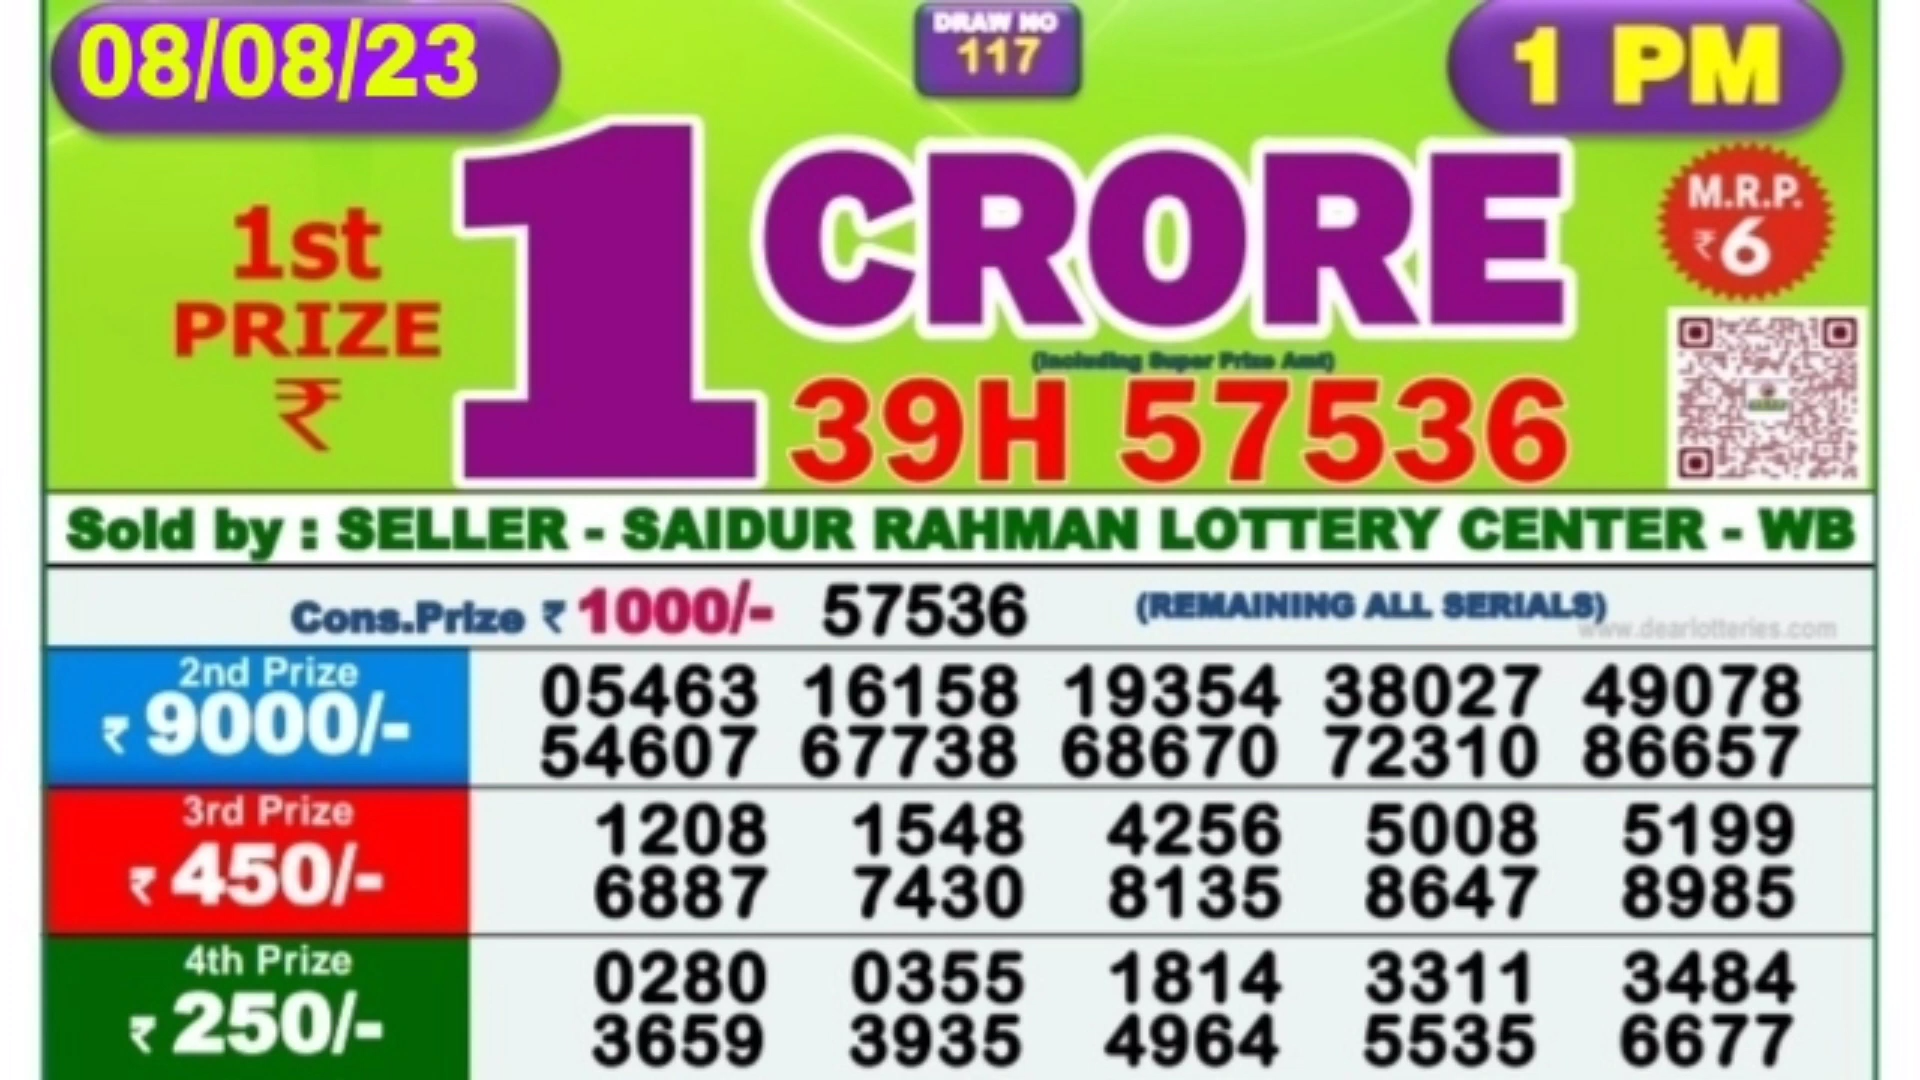 08/08/23
DRAW NO
117
1 PM
1st
PRIZE
₹
1 CRORE
M.R.P.
₹6
(Including Super Prize Amt)
39H 57536
Sold by : SELLER - SAIDUR RAHMAN LOTTERY CENTER - WB
Cons.Prize ₹ 1000/- 57536 (REMAINING ALL SERIALS)
www.dearlotteries.com
2nd Prize
₹ 9000/-
05463 16158 19354 38027 49078
54607 67738 68670 72310 86657
3rd Prize
₹ 450/-
1208 1548 4256 5008 5199
6887 7430 8135 8647 8985
4th Prize
₹ 250/-
0280 0355 1814 3311 3484
3659 3935 4964 5535 6677